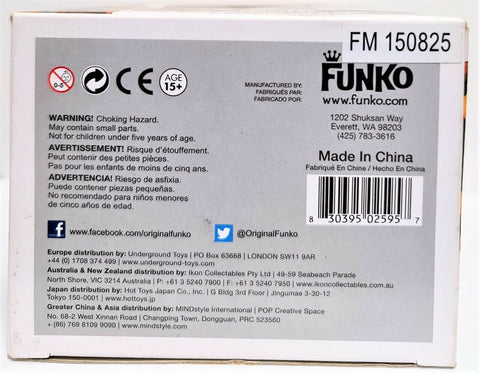 FM 150825
0-3
CE
AGE
15+
MANUFACTURED BY:
FABRIQUÉS PAR:
FABRICADO POR:
FUNKO
www.funko.com
1202 Shuksan Way
Everett, WA 98203
(425) 783-3616
WARNING! Choking Hazard.
May contain small parts.
Not for children under five years of age.
AVERTISSEMENT! Risque d'étouffement.
Peut contenir des petites pièces.
Pas pour les enfants de moins de cinq ans.
ADVERTENCIA! Riesgo de asfixia.
Puede contener piezas pequeñas.
No recomendado para niños menores
de cinco años de edad.
Made In China
Fabriqué En Chine / Hecho En China
8 30395 02595 7
www.facebook.com/originalfunko
@OriginalFunko
Europe distribution by: Underground Toys | PO Box 63668 | LONDON SW11 9AR
+44 (0) 1708 374 499 | www.underground-toys.com
Australia & New Zealand distribution by: Ikon Collectables Pty Ltd | 49-59 Seabeach Parade
North Shore, VIC 3214 Australia | P: +61 3 5240 7900 | F: +61 3 5240 7950 | www.ikoncollectables.com.au
Japan distribution by: Hot Toys Japan Co., Inc. | G Bldg 3rd Floor | Jingumae 3-30-12
Tokyo 150-0001 | www.hottoys.jp
Greater China & Asia distribution by: MINDstyle International | POP Creative Space
No. 68-2 West Xinnan Road | Changping Town, Dongguan, PRC 523560
+ (86) 769 8109 9090 | www.mindstyle.com